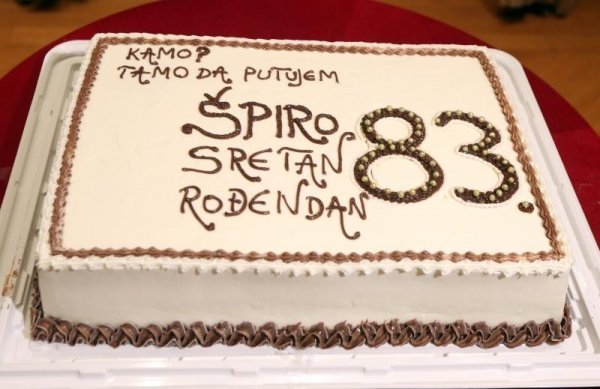 KAMO?
TAMO DA PUTUJEM
ŠPIRO
SRETAN
ROĐENDAN
83.